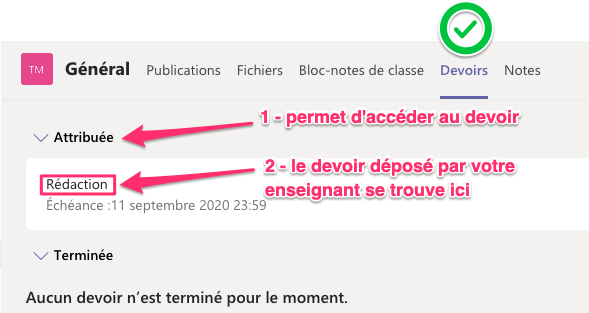 TM Général Publications Fichiers Bloc-notes de classe Devoirs Notes
Attribuée
1 - permet d'accéder au devoir
Rédaction
2 - le devoir déposé par votre
enseignant se trouve ici
Échéance :11 septembre 2020 23:59
Terminée
Aucun devoir n’est terminé pour le moment.